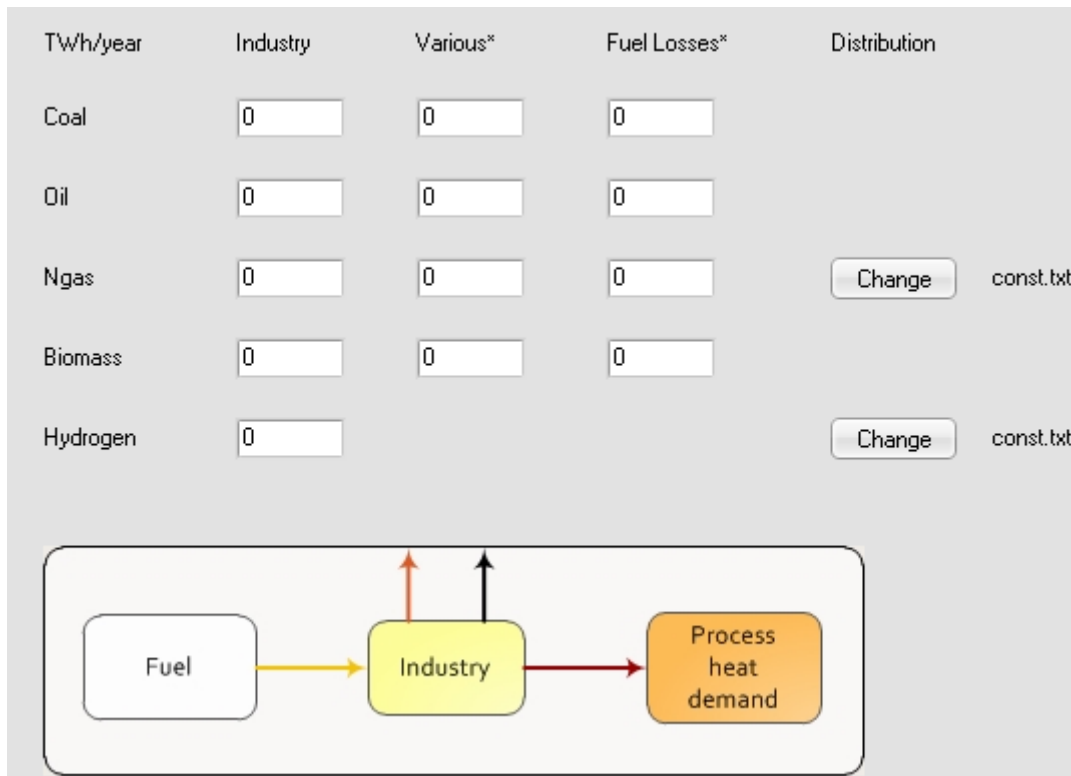 TWh/year Industry Various* Fuel Losses* Distribution
Coal 0 0 0
Oil 0 0 0
Ngas 0 0 0 Change const.txt
Biomass 0 0 0
Hydrogen 0 Change const.txt
Fuel
Industry
Process
heat
demand